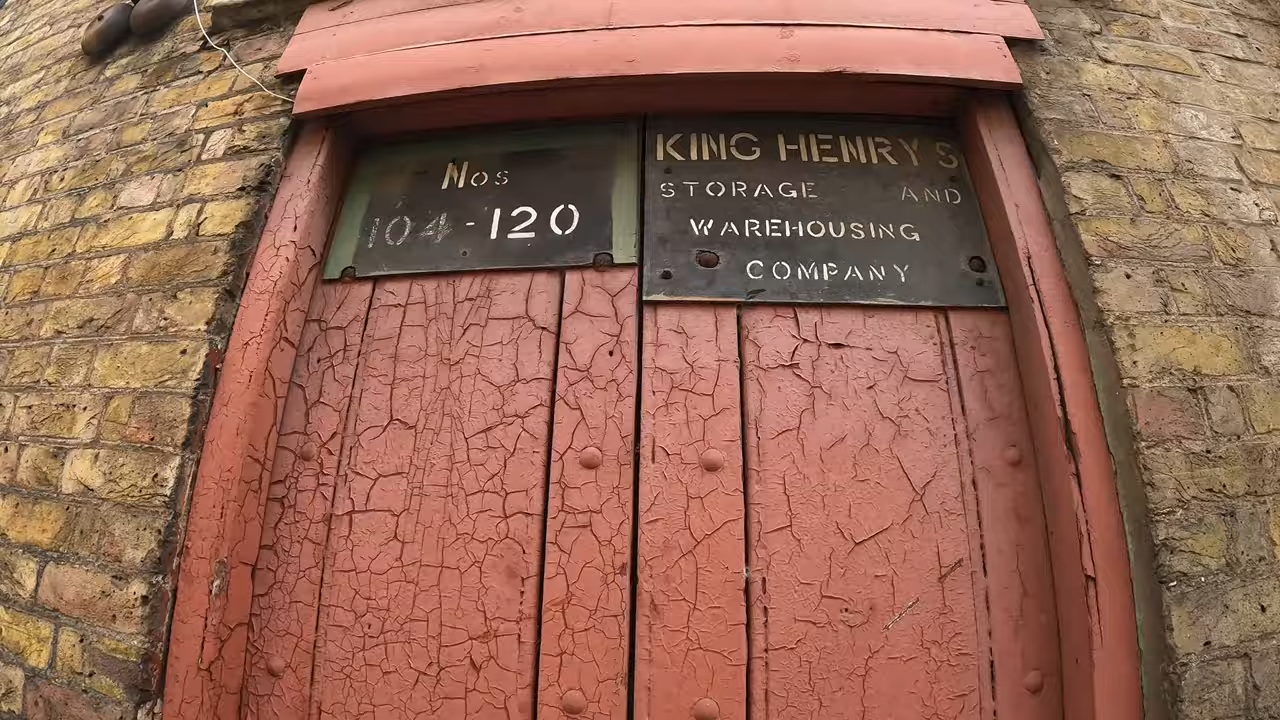 Nos
104-120
KING HENRY S
STORAGE AND
WAREHOUSING
COMPANY